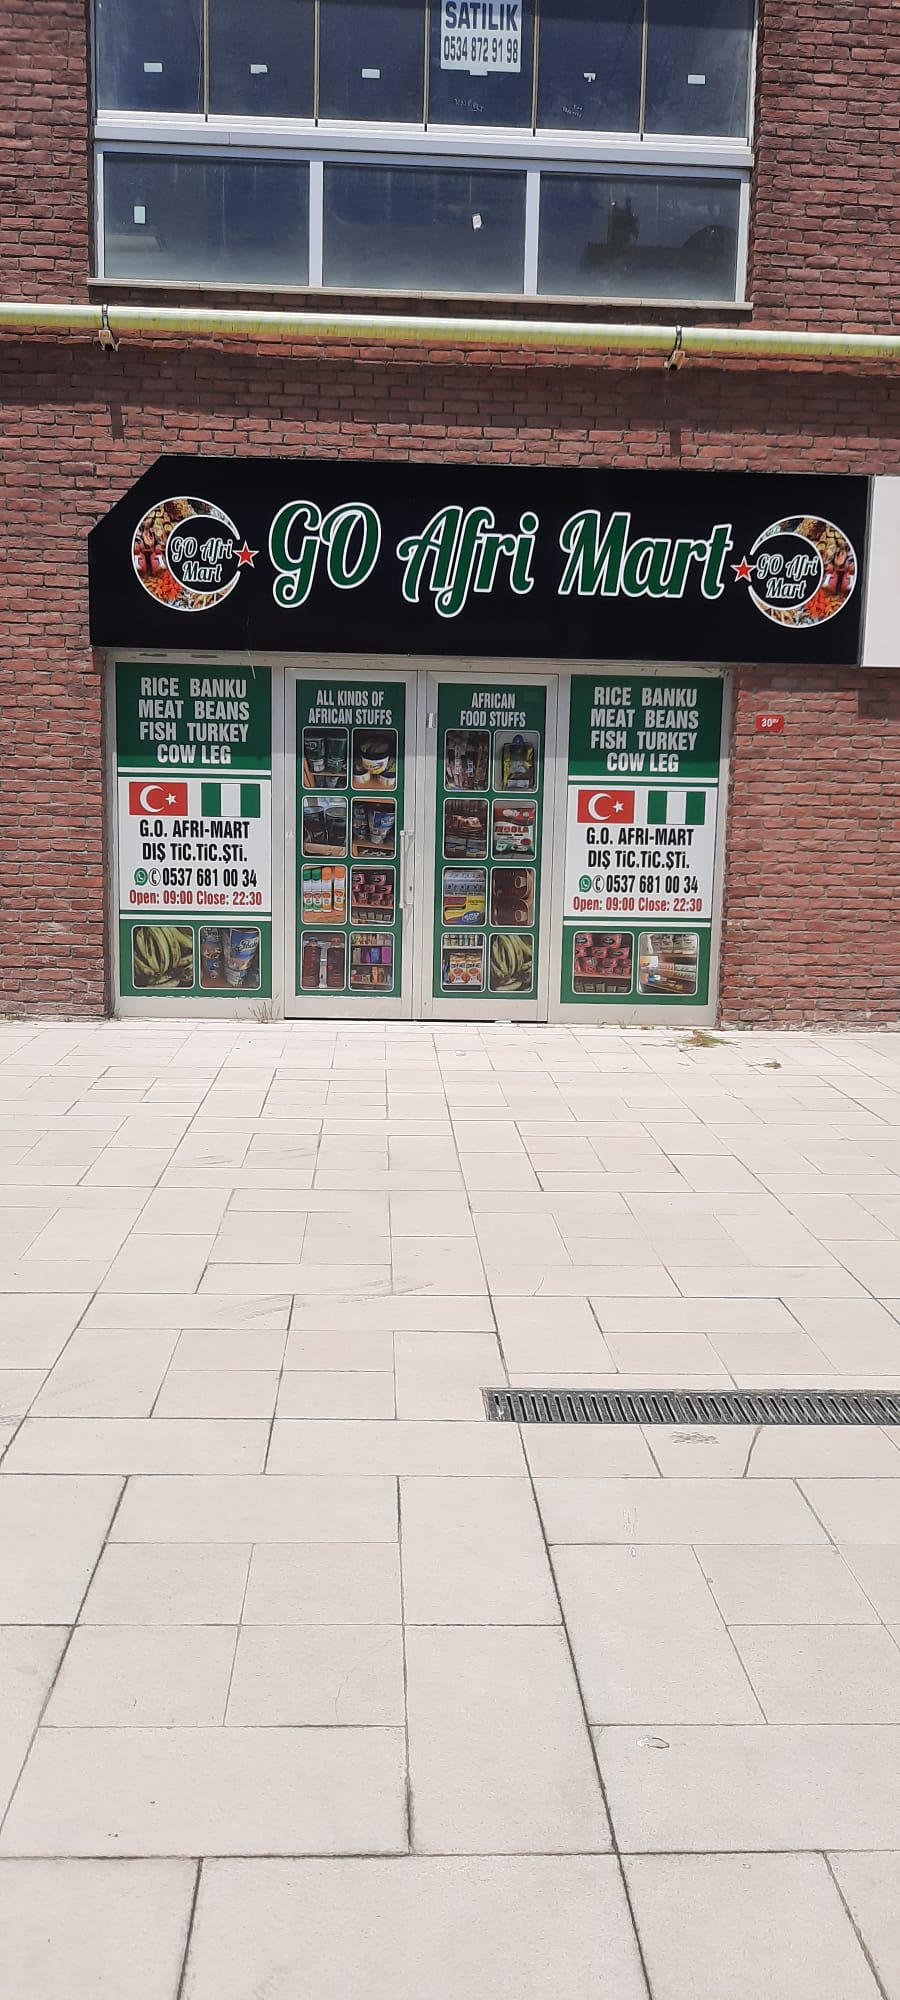 SATILIK
0534 872 91 98
GO Afri
Mart
GO Afri Mart
GO Afri
Mart
RICE BANKU
MEAT BEANS
FISH TURKEY
COW LEG
G.O. AFRI-MART
DIŞ TiC.TiC.ŞTi.
0537 681 00 34
Open: 09:00 Close: 22:30
ALL KINDS OF
AFRICAN STUFFS
AFRICAN
FOOD STUFFS
RICE BANKU
MEAT BEANS
FISH TURKEY
COW LEG
G.O. AFRI-MART
DIŞ TiC.TiC.ŞTi.
0537 681 00 34
Open: 09:00 Close: 22:30